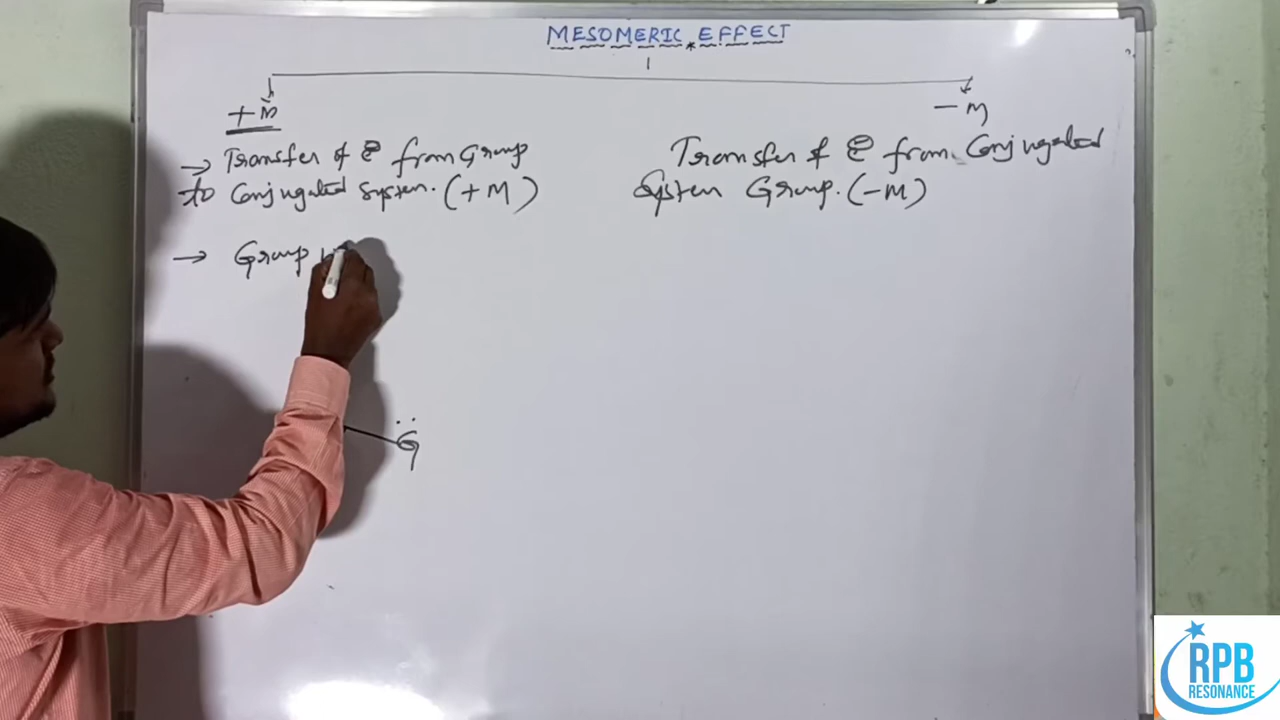 MESOMERIC EFFECT
+M
-M
→ Transfer of e from Group
to Conjugated System. (+M)
Transfer of e from Conjugated
System Group. (-M)
→ Group
G
RPB
RESONANCE